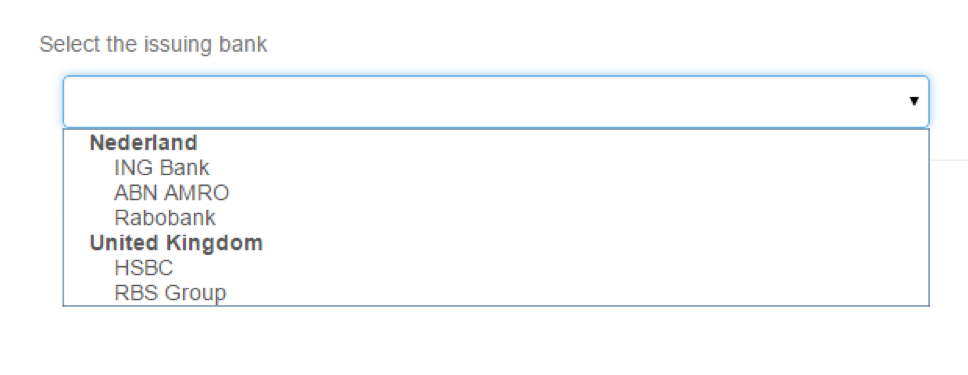 Select the issuing bank
Nederland
ING Bank
ABN AMRO
Rabobank
United Kingdom
HSBC
RBS Group